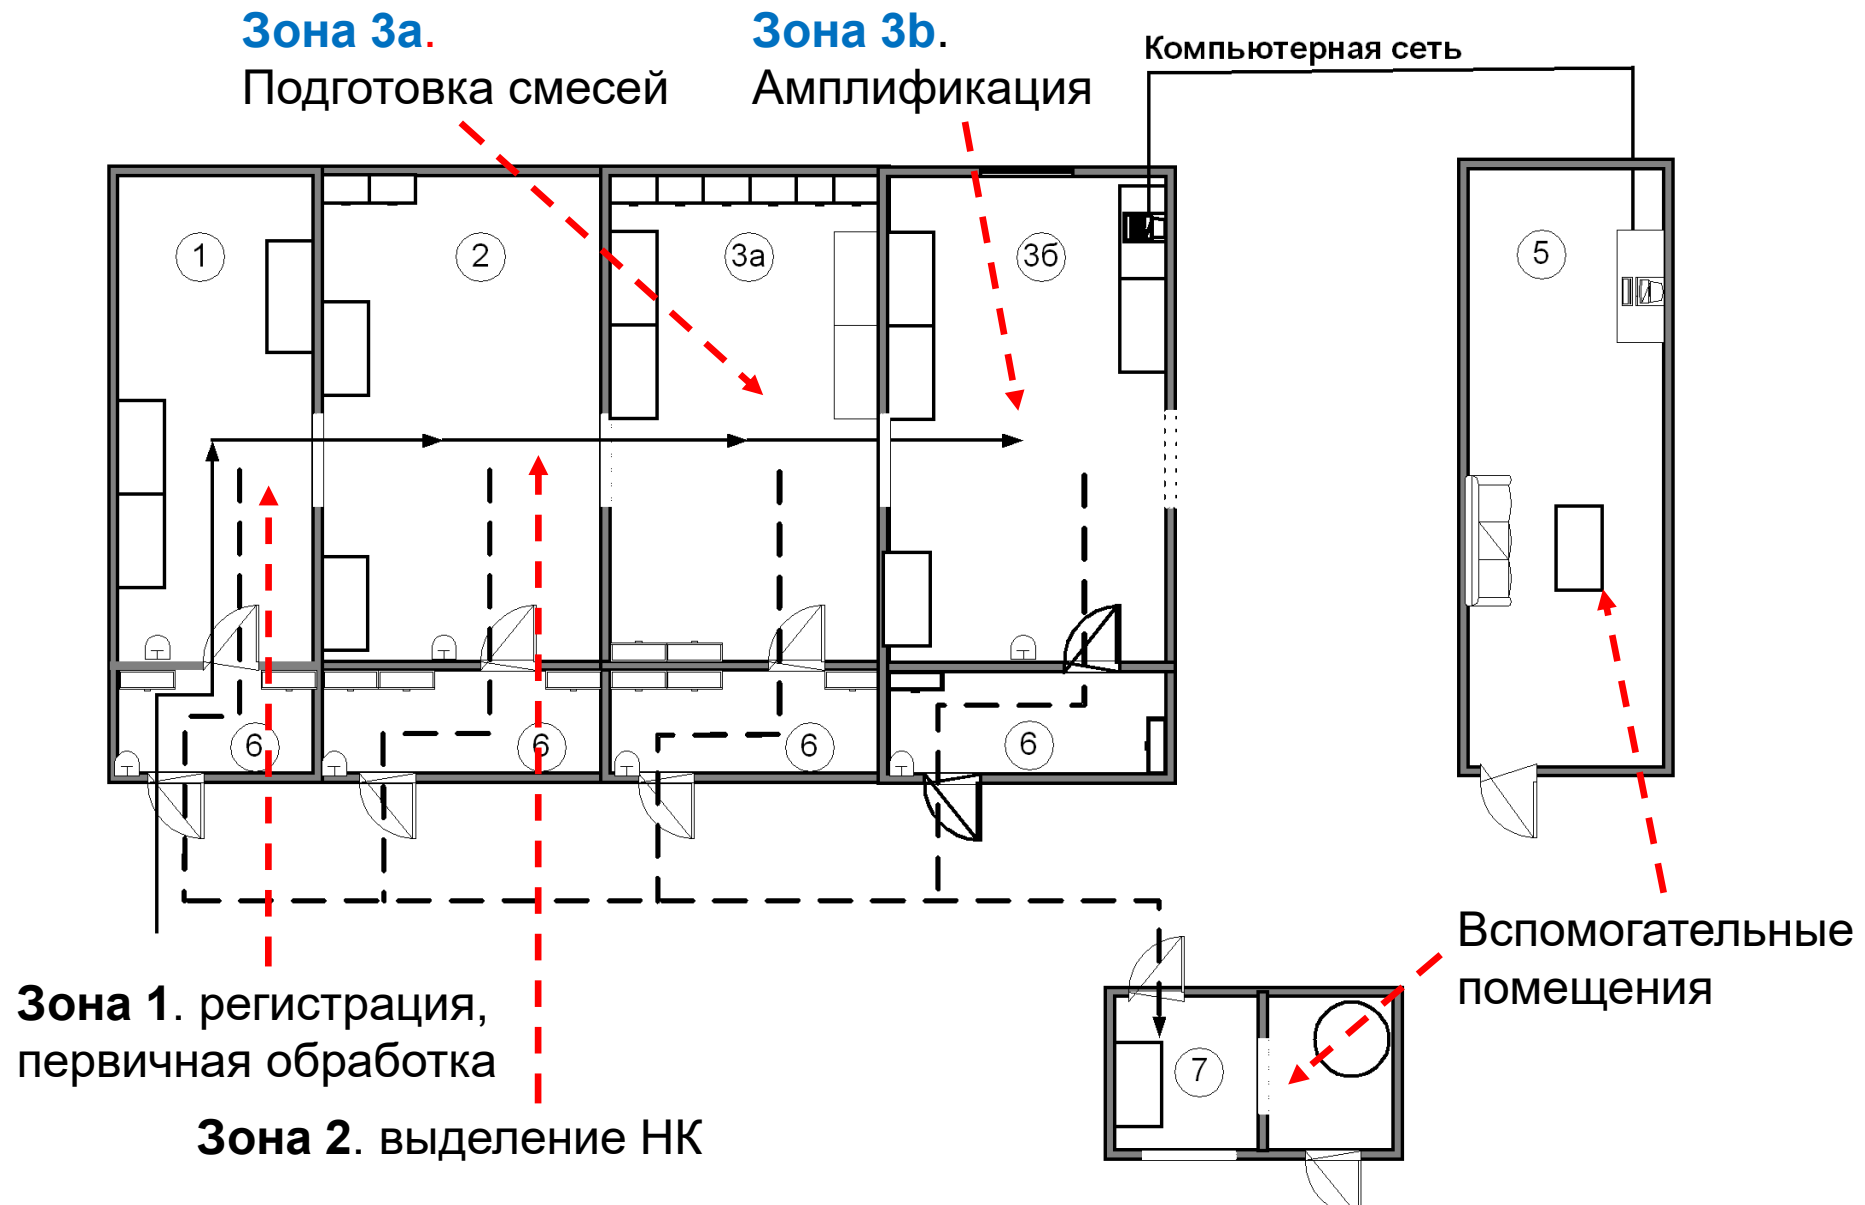 Зона 3a.
Подготовка смесей
Зона 3b.
Амплификация
Компьютерная сеть
1
2
3а
3б
5
6
6
6
6
Зона 1. регистрация,
первичная обработка
Зона 2. выделение НК
7
Вспомогательные
помещения